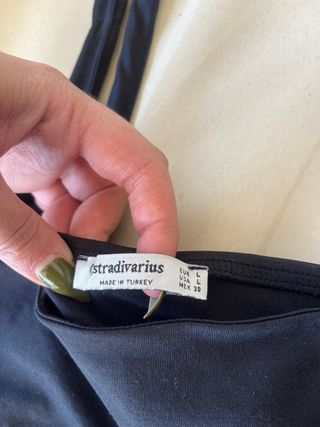 stradivarius
MADE IN TURKEY
EUR L
USA L
MEX 30